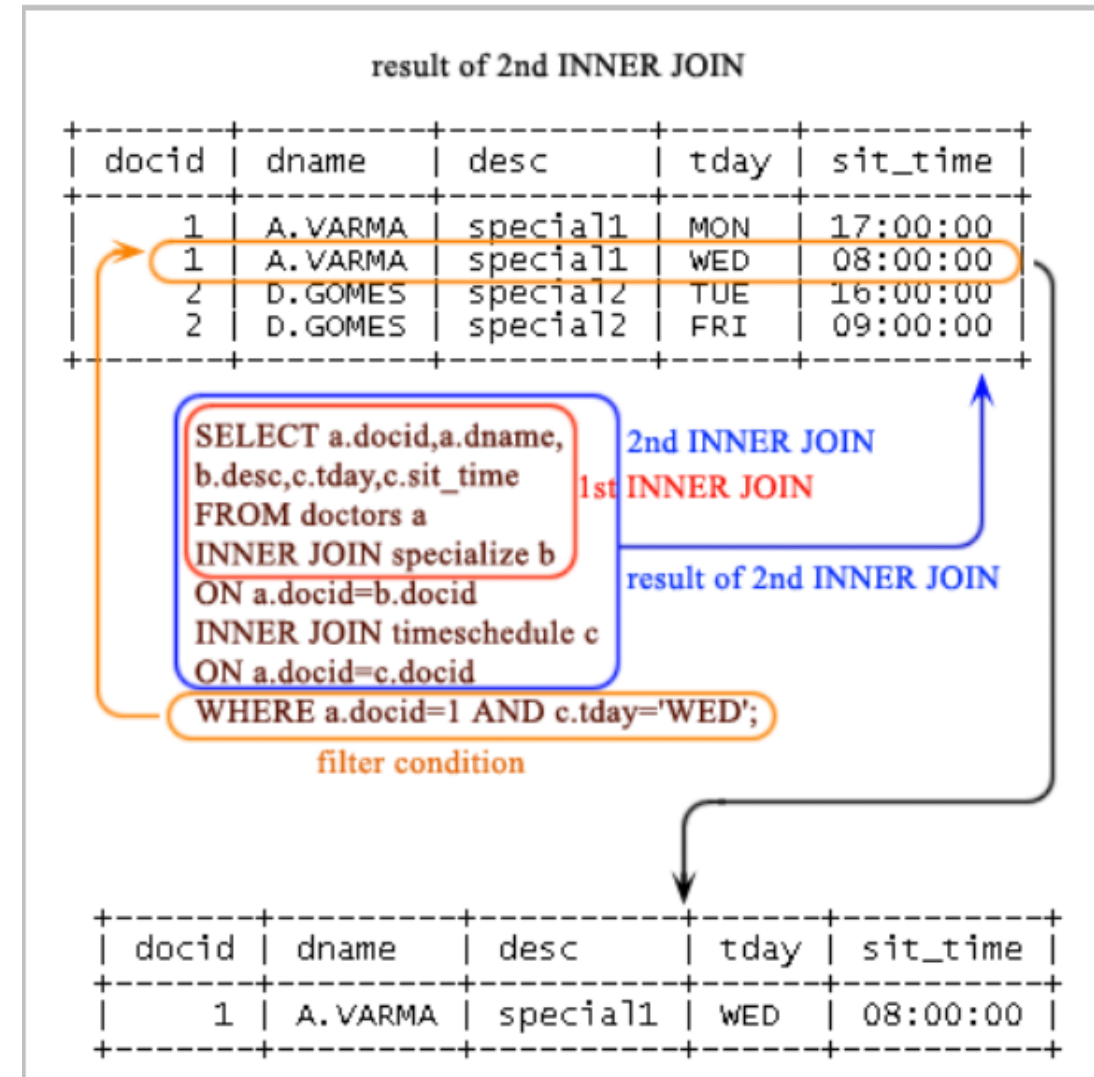 result of 2nd INNER JOIN
+-------+---------+----------+------+----------+
| docid | dname | desc | tday | sit_time |
+-------+---------+----------+------+----------+
| 1 | A.VARMA | special1 | MON | 17:00:00 |
| 1 | A.VARMA | special1 | WED | 08:00:00 |
| 2 | D.GOMES | special2 | TUE | 16:00:00 |
| 2 | D.GOMES | special2 | FRI | 09:00:00 |
+-------+---------+----------+------+----------+
SELECT a.docid,a.dname,
b.desc,c.tday,c.sit_time
FROM doctors a
INNER JOIN specialize b
ON a.docid=b.docid
INNER JOIN timeschedule c
ON a.docid=c.docid
WHERE a.docid=1 AND c.tday='WED';
2nd INNER JOIN
1st INNER JOIN
result of 2nd INNER JOIN
filter condition
+-------+---------+----------+------+----------+
| docid | dname | desc | tday | sit_time |
+-------+---------+----------+------+----------+
| 1 | A.VARMA | special1 | WED | 08:00:00 |
+-------+---------+----------+------+----------+